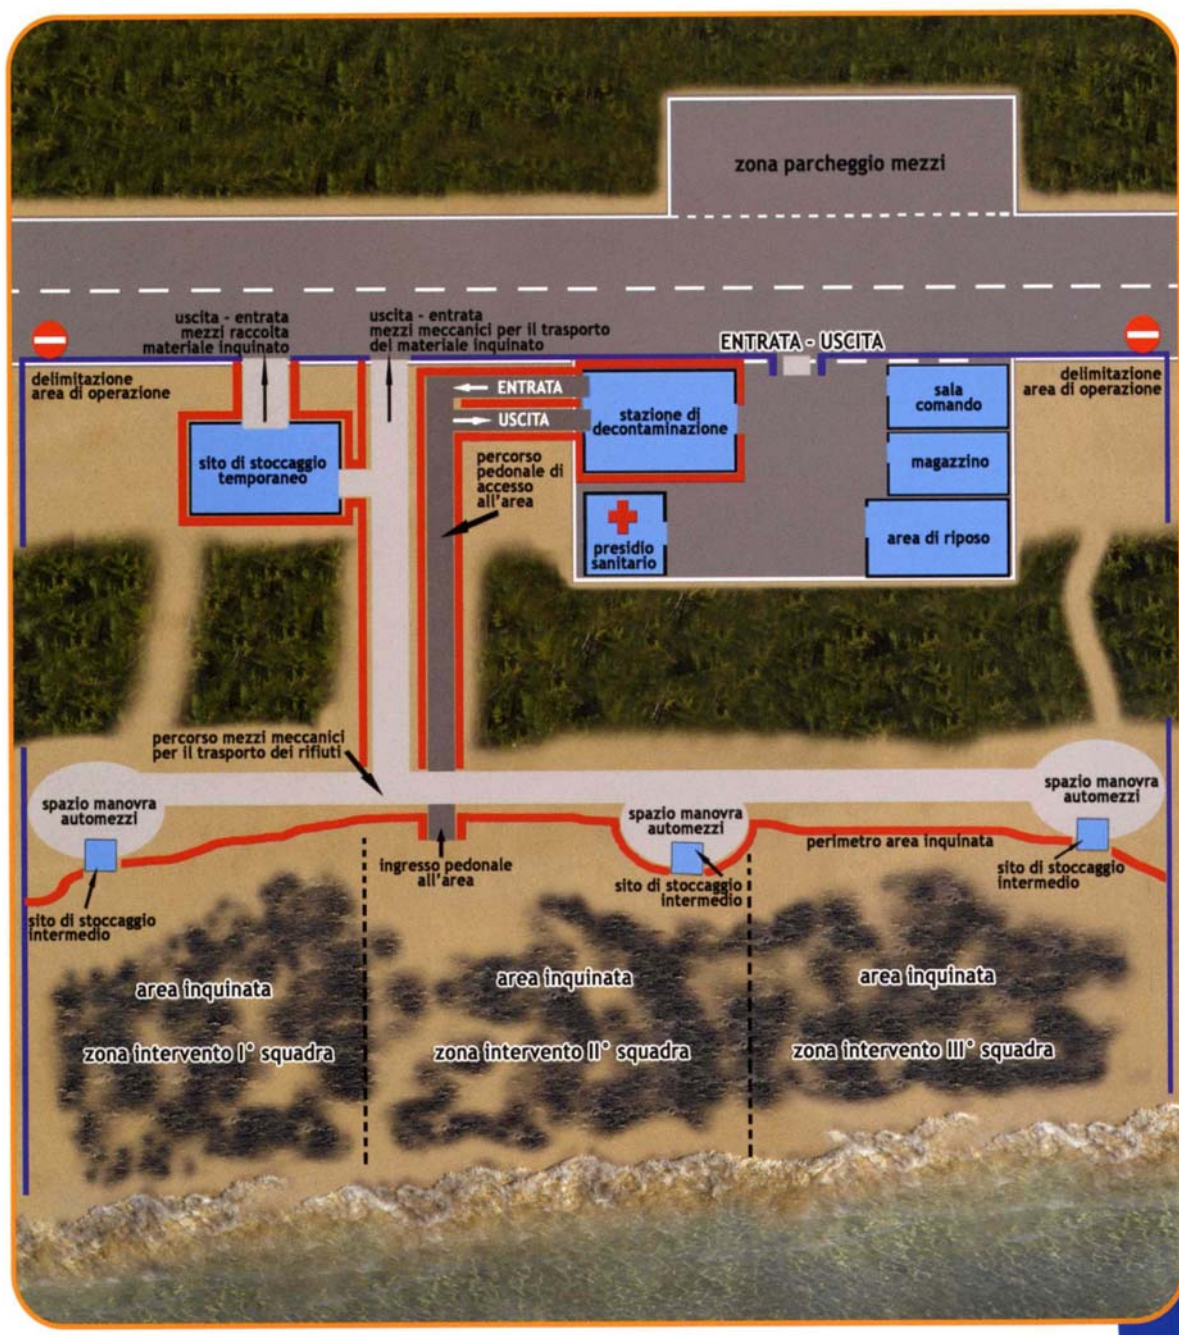 zona parcheggio mezzi
uscita - entrata
mezzi raccolta
materiale inquinato
uscita - entrata
mezzi meccanici per il trasporto
del materiale inquinato
ENTRATA - USCITA
delimitazione
area di operazione
delimitazione
area di operazione
ENTRATA
USCITA
stazione di
decontaminazione
sala
comando
magazzino
area di riposo
sito di stoccaggio
temporaneo
percorso
pedonale di
accesso
all'area
presidio
sanitario
percorso mezzi meccanici
per il trasporto dei rifiuti
spazio manovra
automezzi
spazio manovra
automezzi
spazio manovra
automezzi
perimetro area inquinata
ingresso pedonale
all'area
sito di stoccaggio
intermedio
sito di stoccaggio
intermedio
sito di stoccaggio
intermedio
area inquinata
area inquinata
area inquinata
zona intervento I° squadra
zona intervento II° squadra
zona intervento III° squadra